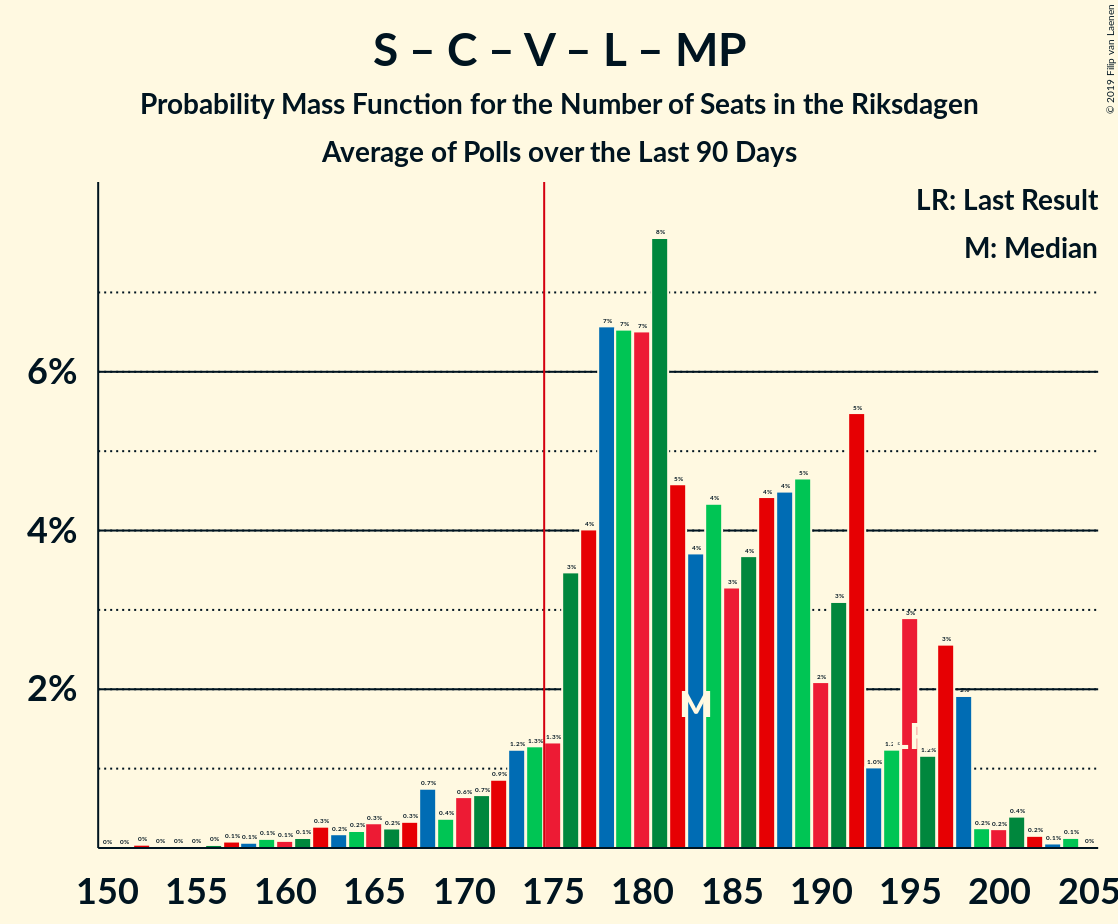 S – C – V – L – MP
Probability Mass Function for the Number of Seats in the Riksdagen
Average of Polls over the Last 90 Days
© 2019 Filip van Laenen
LR: Last Result
M: Median
6%
4%
2%
0% 0% 0% 0% 0% 0% 0% 0.1% 0.1% 0.1% 0.1% 0.1% 0.3% 0.2% 0.2% 0.3% 0.2% 0.3% 0.7% 0.4% 0.6% 0.7% 0.9% 1.2% 1.3% 1.3% 3% 4% 7% 7% 7% 8% 5% 4% 4% 3% 4% 4% 4% 5% 2% 3% 5% 1.0% 3% 1.2% 3% 2% 0.2% 0.2% 0.4% 0.2% 0.1% 0.1% 0%
M
150 155 160 165 170 175 180 185 190 195 200 205